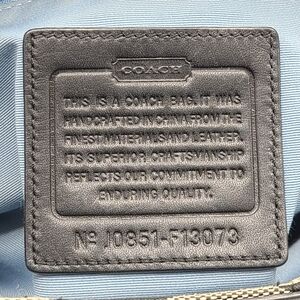 COACH
THIS IS A COACH BAG. IT WAS
HANDCRAFTED IN CHINA FROM THE
FINEST MATERIALS AND LEATHER.
ITS SUPERIOR CRAFTSMANSHIP
REFLECTS OUR COMMITMENT TO
ENDURING QUALITY.
Nº J0851-F13073